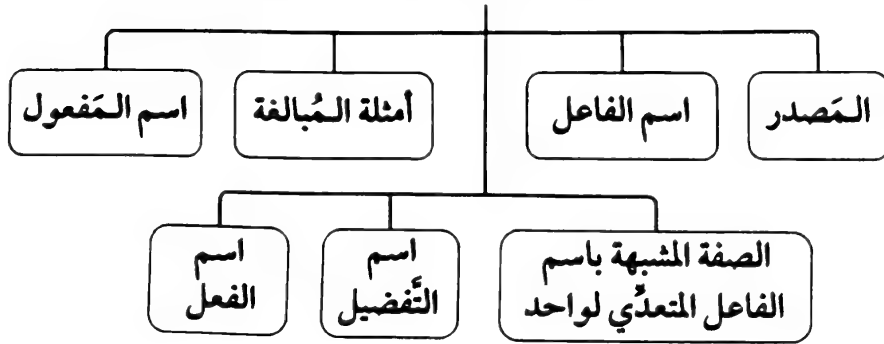 المَصدر
اسم الفاعل
أمثلة المُبالغة
اسم المَفعول
الصفة المشبهة باسم
الفاعل المتعدِّي لواحد
اسم
التَّفضيل
اسم
الفعل